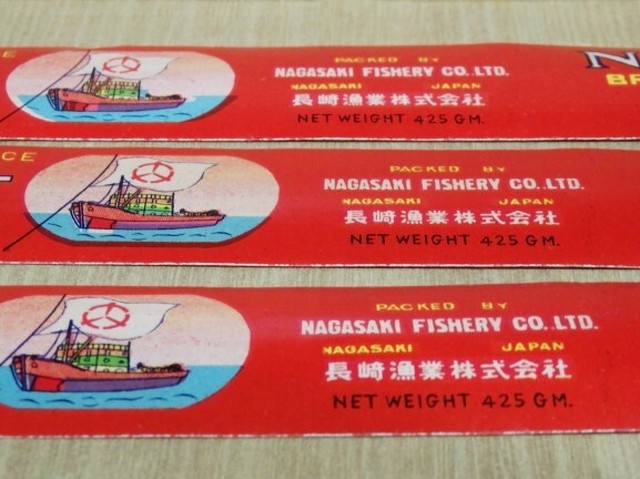 PACKED BY
NAGASAKI FISHERY CO.,LTD.
NAGASAKI JAPAN
長崎漁業株式会社
NET WEIGHT 425 GM.
PACKED BY
NAGASAKI FISHERY CO.,LTD.
NAGASAKI JAPAN
長崎漁業株式会社
NET WEIGHT 425 GM.
PACKED BY
NAGASAKI FISHERY CO.,LTD.
NAGASAKI JAPAN
長崎漁業株式会社
NET WEIGHT 425 GM.